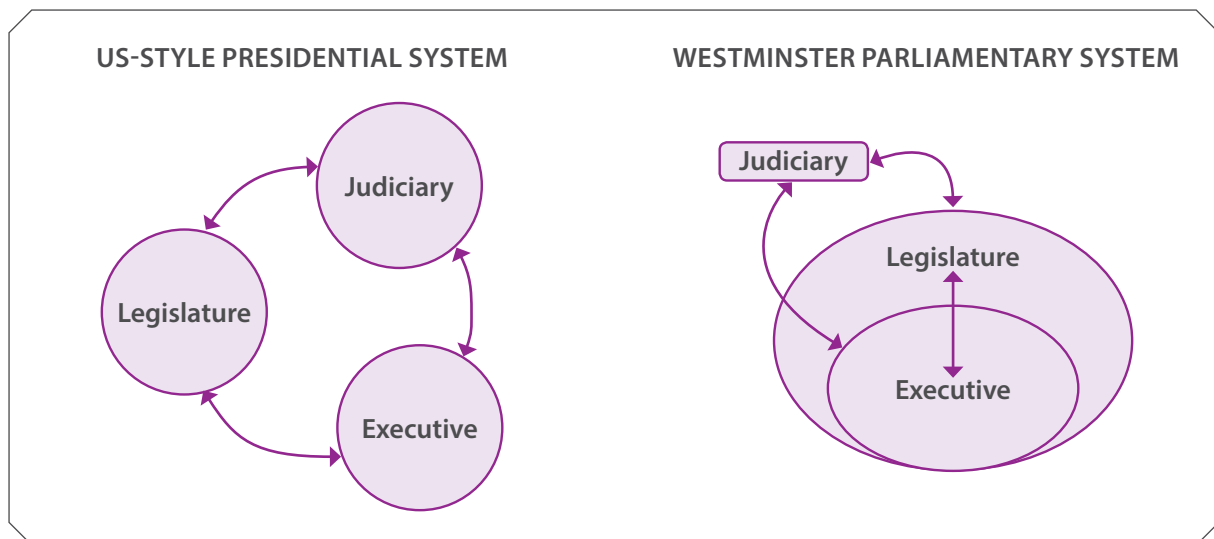 US-STYLE PRESIDENTIAL SYSTEM
Judiciary
Legislature
Executive
WESTMINSTER PARLIAMENTARY SYSTEM
Judiciary
Legislature
Executive